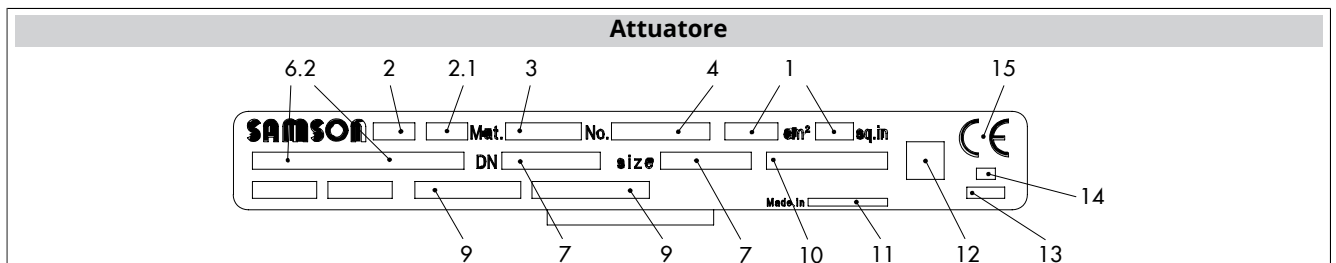 Attuatore
6.2 2 2.1 3 4 1 15
SAMSON Mat. No. cm² sq.in CE
DN size
Made in
14
9 7 9 7 10 11 12 13